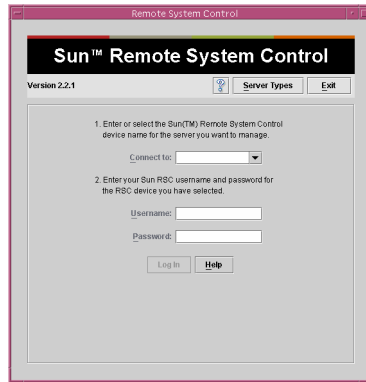 Remote System Control
Sun™ Remote System Control
Version 2.2.1
Server Types
Exit
1. Enter or select the Sun(TM) Remote System Control
device name for the server you want to manage.
Connect to:
2. Enter your Sun RSC username and password for
the RSC device you have selected.
Username:
Password:
Log In
Help